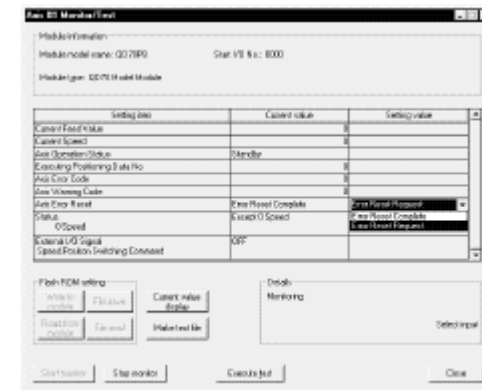 Axis #1 Monitor/Test
Module information
Module model name: QD70P8 Start I/O No.: 0000
Module type: QD70 Model Module
Setting item Current value Setting value
Current Feed Value 0
Current Speed 0
Axis Operation Status Standby
Executing Positioning Data No. 0
Axis Error Code 0
Axis Warning Code 0
Axis Error Reset Error Reset Complete Error Reset Request
Status Except 0 Speed Error Reset Complete
0 Speed Error Reset Request
External I/O Signal OFF
Speed/Position Switching Command
Flash ROM setting Details
Write to module File save Current value display Monitoring
Read from module File read Make text file Select input
Start monitor Stop monitor Execute test Close